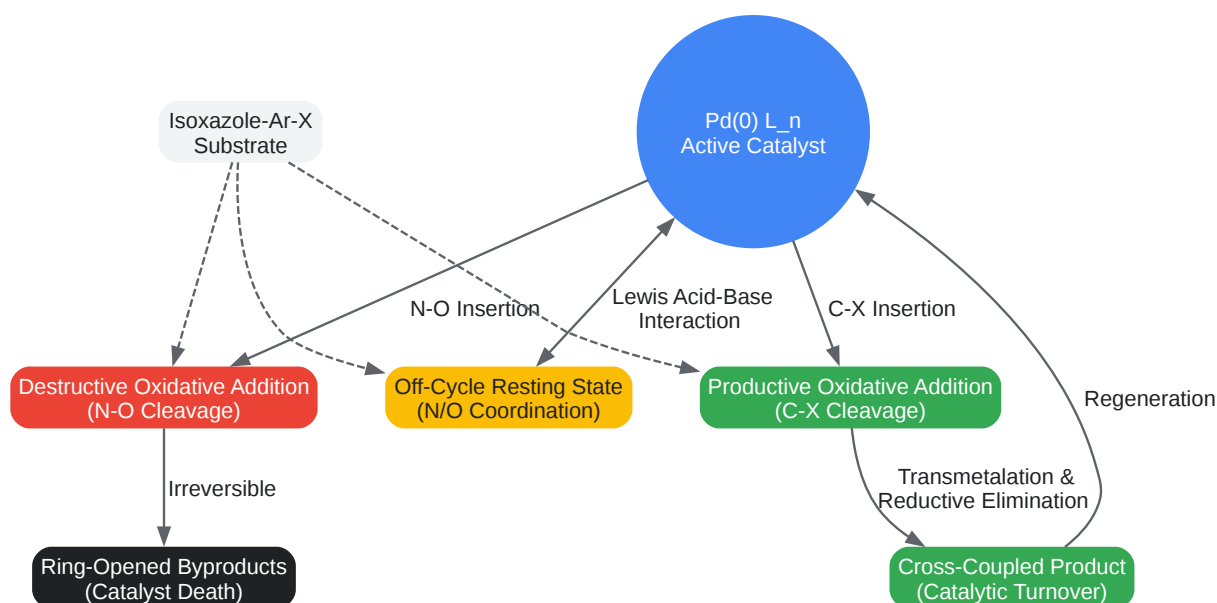 Isoxazole-Ar-X
Substrate
Pd(0) L_n
Active Catalyst
N-O Insertion
Lewis Acid-Base
Interaction
C-X Insertion
Destructive Oxidative Addition
(N-O Cleavage)
Off-Cycle Resting State
(N/O Coordination)
Productive Oxidative Addition
(C-X Cleavage)
Regeneration
Irreversible
Transmetalation &
Reductive Elimination
Ring-Opened Byproducts
(Catalyst Death)
Cross-Coupled Product
(Catalytic Turnover)